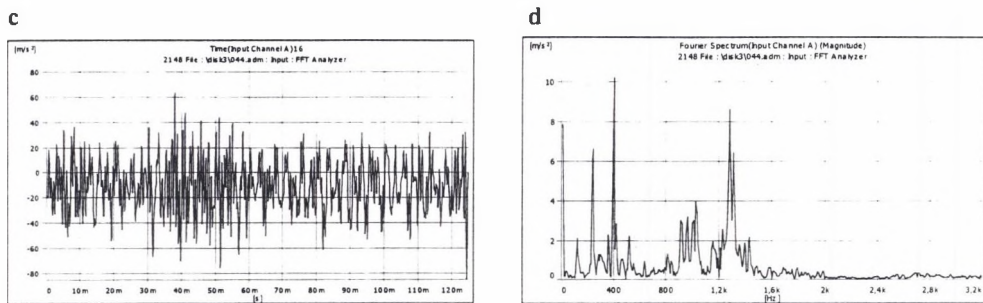 c
[m/s²]
Time(Input Channel A)16
2148 File : \disk3\044.adm : Input : FFT Analyzer
80
60
40
20
0
-20
-40
-60
-80
0 10m 20m 30m 40m 50m 60m 70m 80m 90m 100m 110m 120m
[s]
d
[m/s²]
Fourier Spectrum(Input Channel A) (Magnitude)
2148 File : \disk3\044.adm : Input : FFT Analyzer
10
8
6
4
2
0
0 400 800 1,2k 1,6k 2k 2,4k 2,8k 3,2k
[Hz]